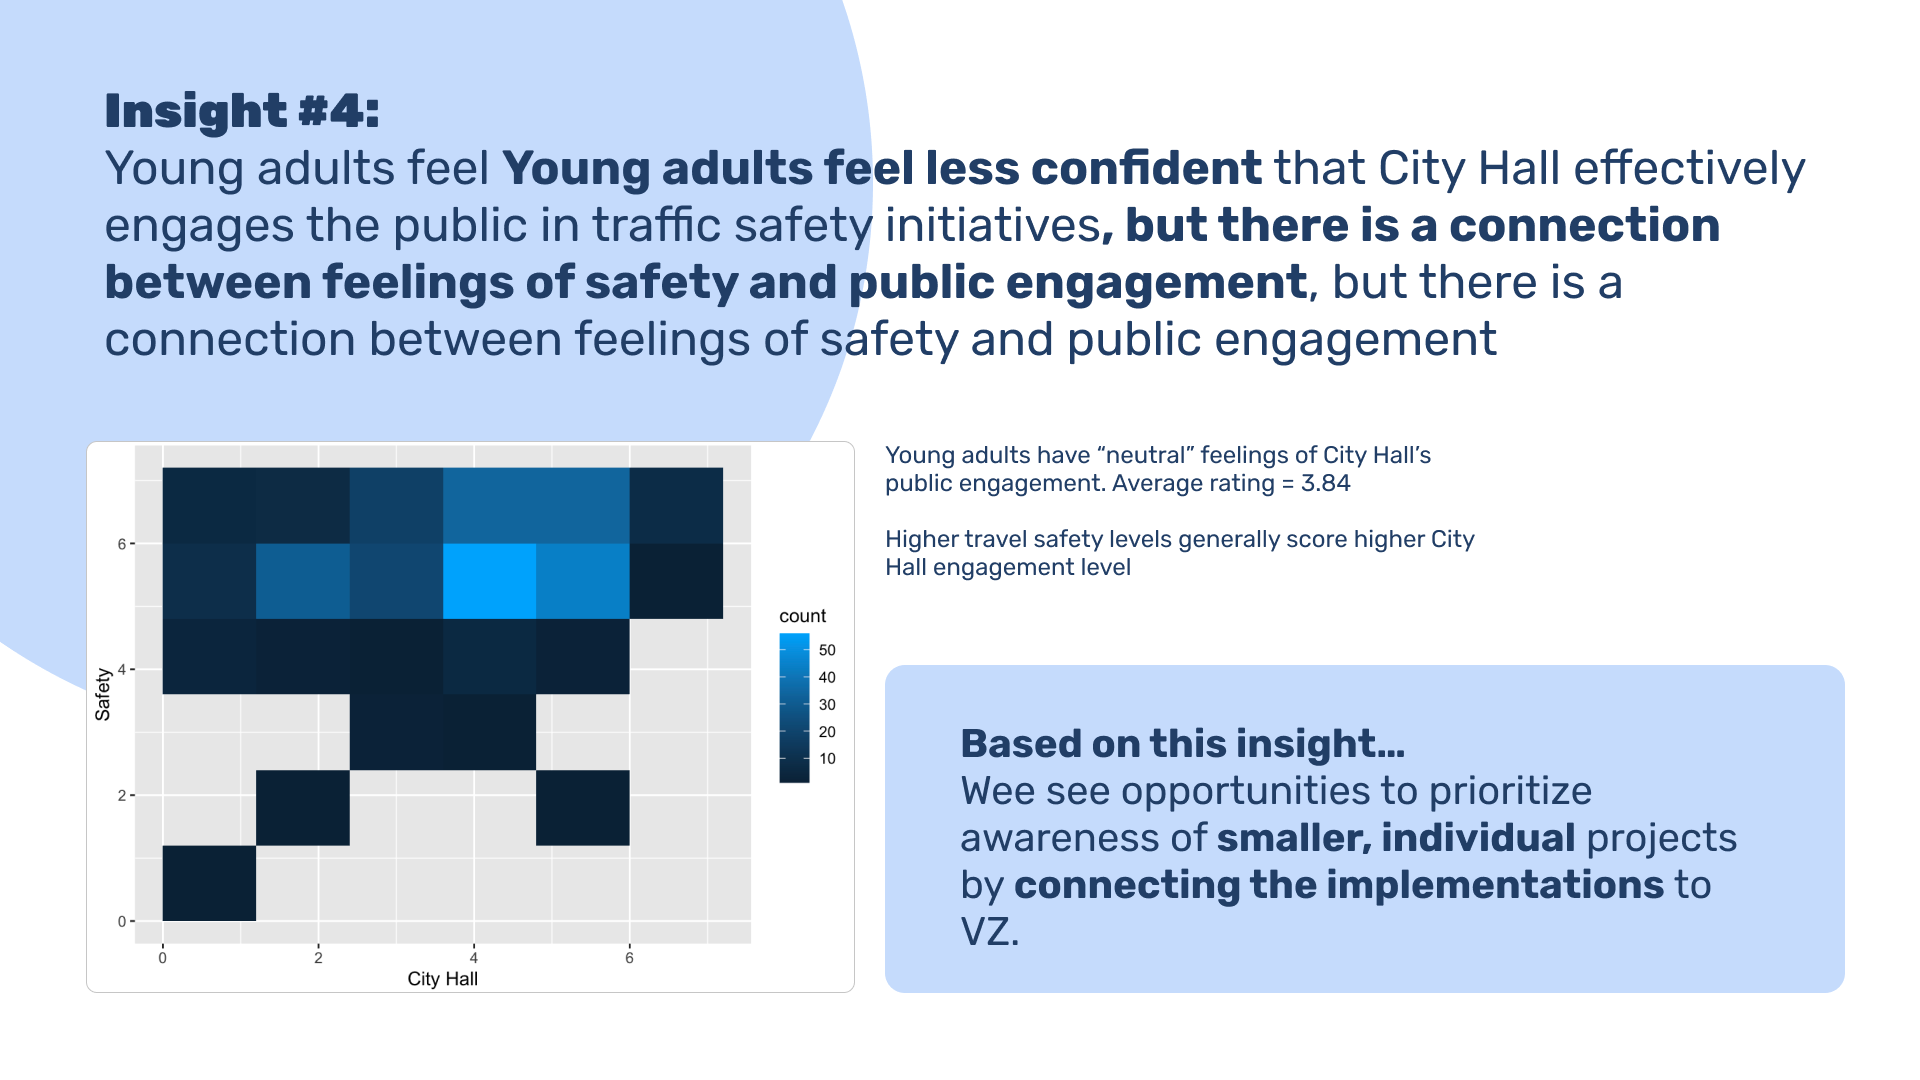 Insight #4:
Young adults feel Young adults feel less confident that City Hall effectively
engages the public in traffic safety initiatives, but there is a connection
between feelings of safety and public engagement, but there is a
connection between feelings of safety and public engagement
Young adults have “neutral” feelings of City Hall’s
public engagement. Average rating = 3.84
Higher travel safety levels generally score higher City
Hall engagement level
6
4
2
0
Safety
0 2 4 6
City Hall
count
50
40
30
20
10
Based on this insight…
Wee see opportunities to prioritize
awareness of smaller, individual projects
by connecting the implementations to
VZ.